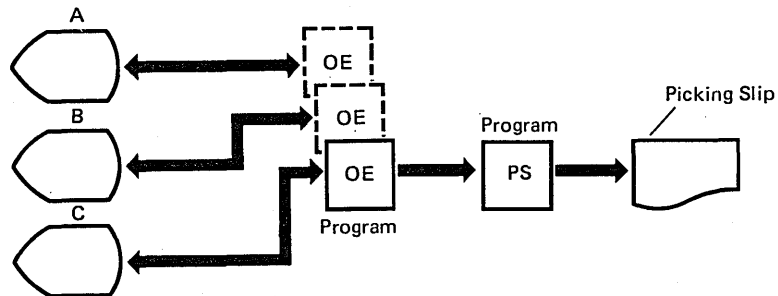 A
OE
Picking Slip
B
OE
Program
OE
PS
C
Program